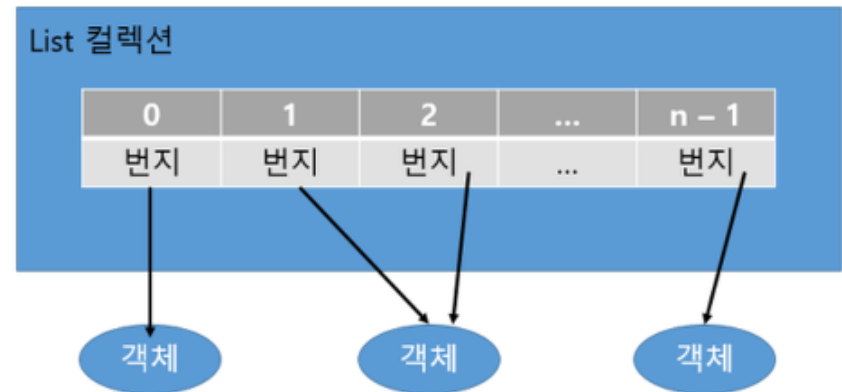 List 컬렉션
0 1 2 ... n – 1
번지 번지 번지 ... 번지
객체 객체 객체